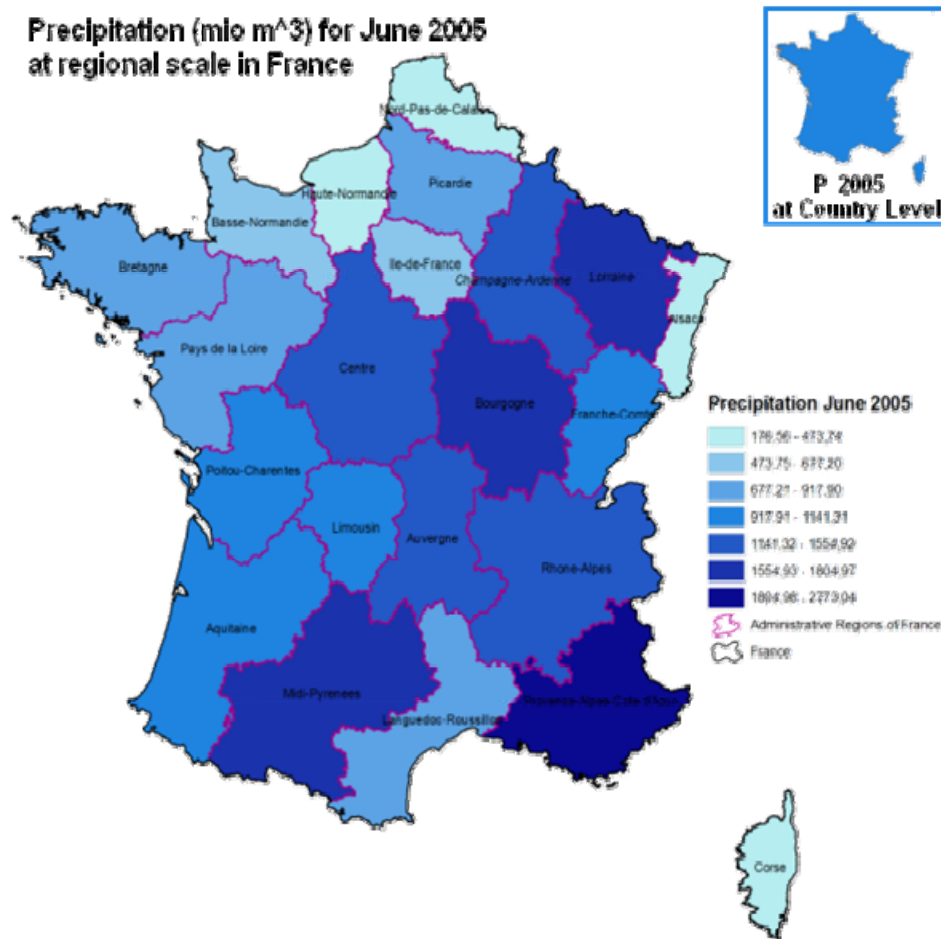 Precipitation (mio m^3) for June 2005
at regional scale in France
P 2005
at Country Level
Nord-Pas-de-Calais
Haute-Normandie
Picardie
Basse-Normandie
Ile-de-France
Champagne-Ardenne
Lorraine
Alsace
Bretagne
Pays de la Loire
Centre
Bourgogne
Franche-Comte
Poitou-Charentes
Limousin
Auvergne
Rhone-Alpes
Aquitaine
Midi-Pyrenees
Languedoc-Roussillon
Provence-Alpes-Cote d'Azur
Corse
Precipitation June 2005
176,56 - 473,74
473,75 - 677,20
677,21 - 917,90
917,91 - 1141,31
1141,32 - 1554,92
1554,93 - 1804,97
1804,98 - 2773,04
Administrative Regions of France
France